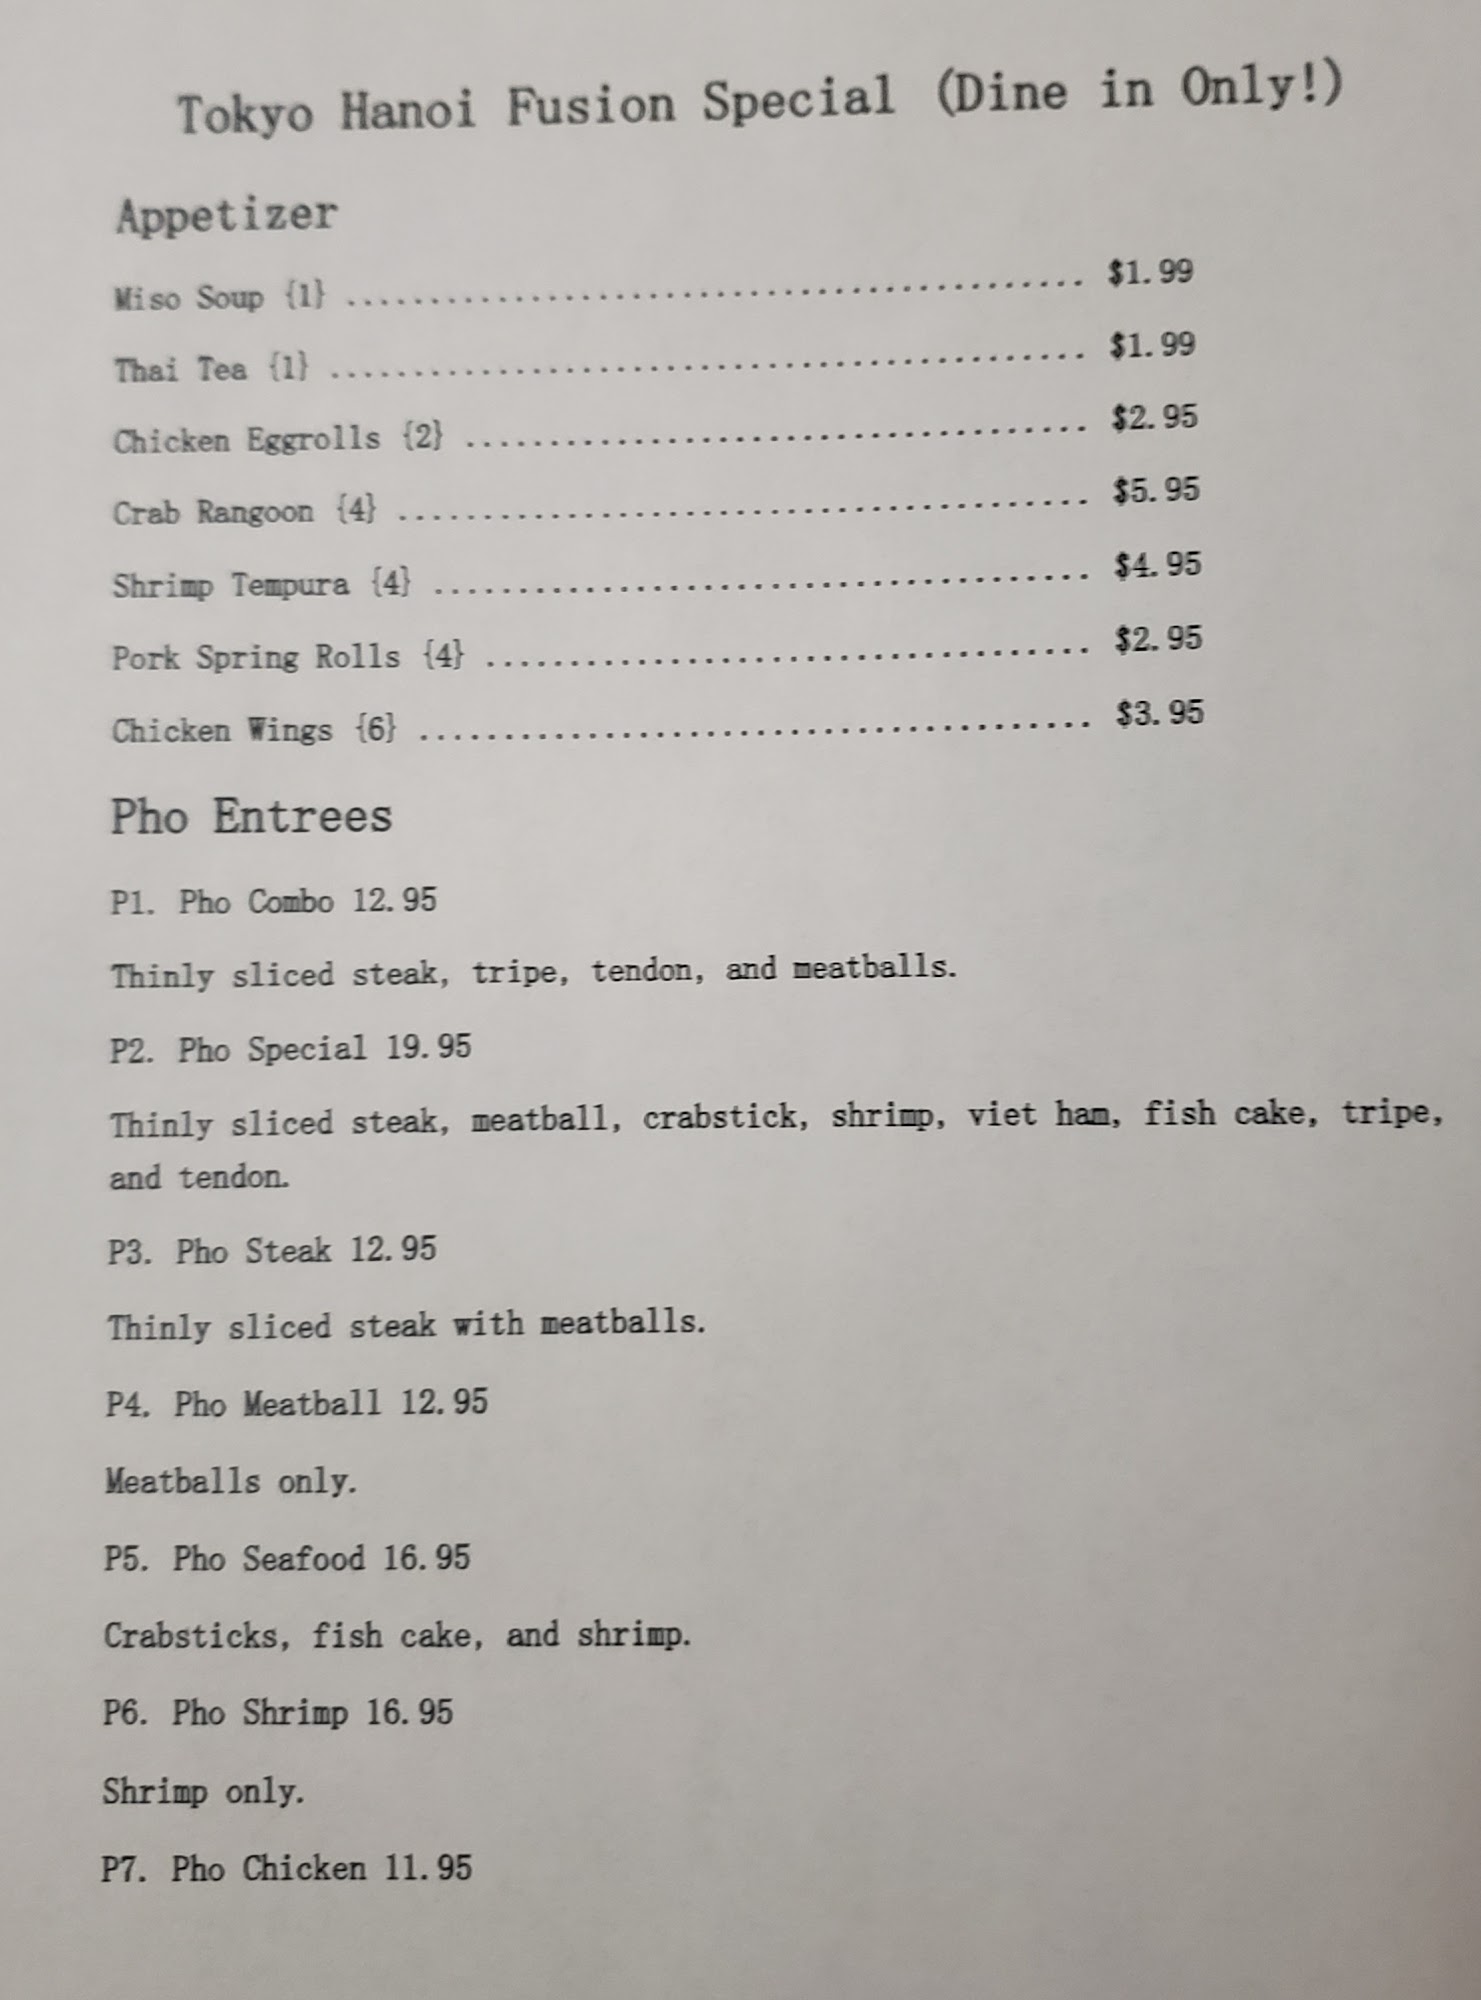 Tokyo Hanoi Fusion Special (Dine in Only!)
Appetizer
Miso Soup {1} ............................................ $1.99
Thai Tea {1} ............................................. $1.99
Chicken Eggrolls {2} ..................................... $2.95
Crab Rangoon {4} ......................................... $5.95
Shrimp Tempura {4} ....................................... $4.95
Pork Spring Rolls {4} .................................... $2.95
Chicken Wings {6} ........................................ $3.95
Pho Entrees
P1. Pho Combo 12.95
Thinly sliced steak, tripe, tendon, and meatballs.
P2. Pho Special 19.95
Thinly sliced steak, meatball, crabstick, shrimp, viet ham, fish cake, tripe,
and tendon.
P3. Pho Steak 12.95
Thinly sliced steak with meatballs.
P4. Pho Meatball 12.95
Meatballs only.
P5. Pho Seafood 16.95
Crabsticks, fish cake, and shrimp.
P6. Pho Shrimp 16.95
Shrimp only.
P7. Pho Chicken 11.95